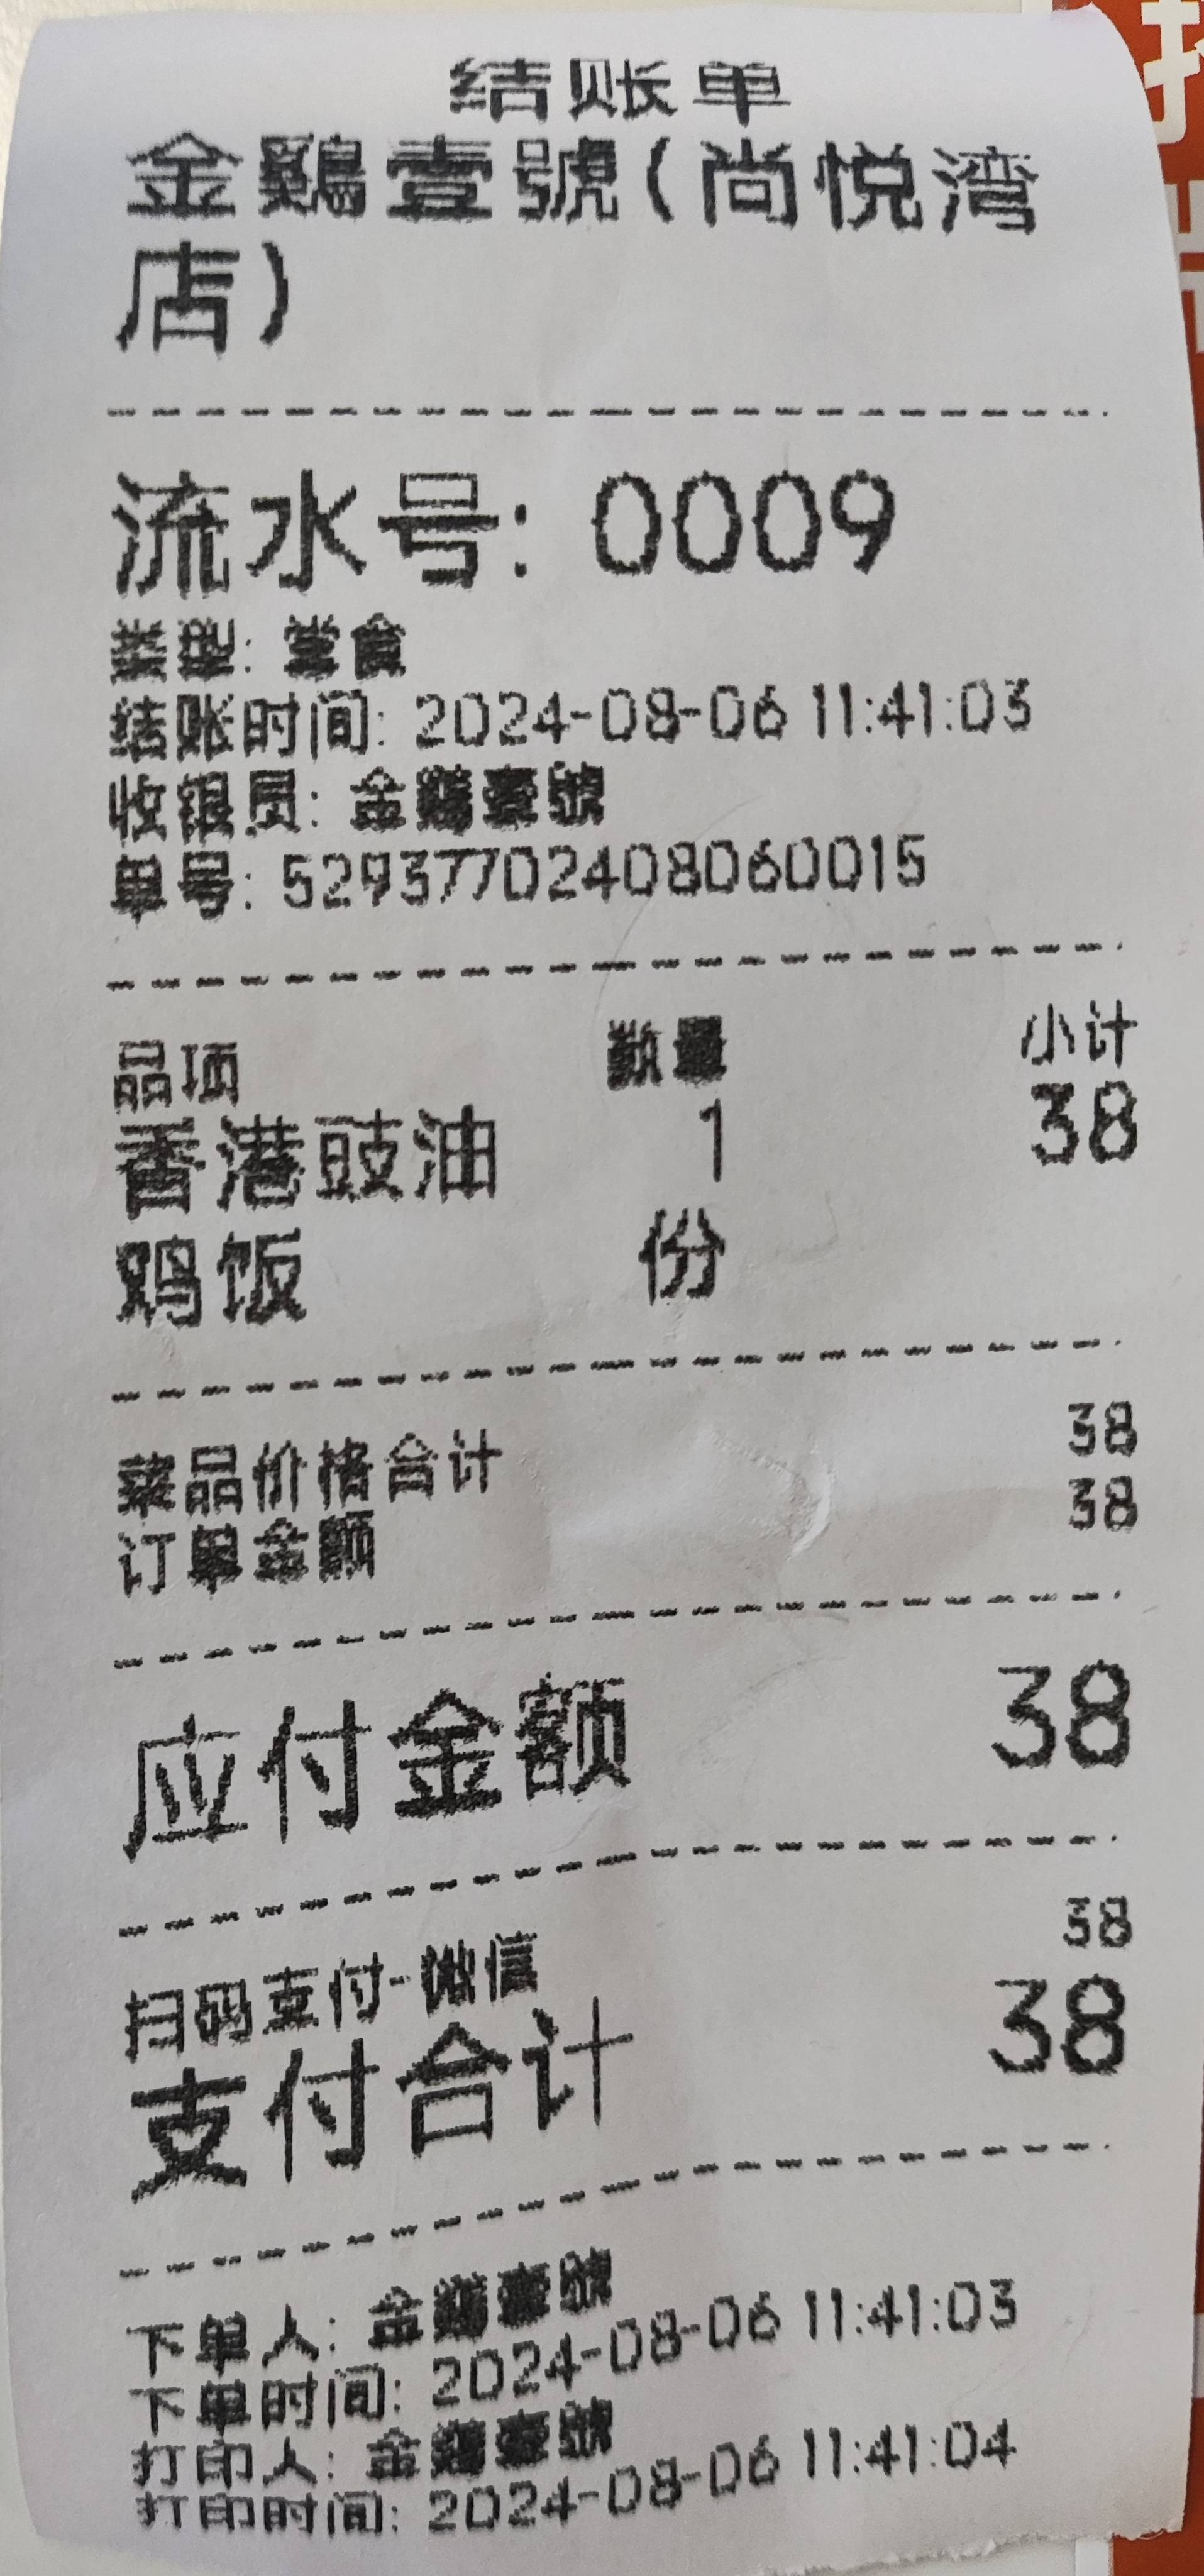 结账单
金鷄壹號(尚悦湾
店)
流水号: 0009
类型: 堂食
结账时间: 2024-08-06 11:41:03
收银员: 金鷄壹號
单号: 52937702408060015
品项 数量 小计
香港豉油 1 38
鸡饭 份
菜品价格合计 38
订单金额 38
应付金额 38
扫码支付-微信 38
支付合计 38
下单人: 金鷄壹號
下单时间: 2024-08-06 11:41:03
打印人: 金鷄壹號
打印时间: 2024-08-06 11:41:04